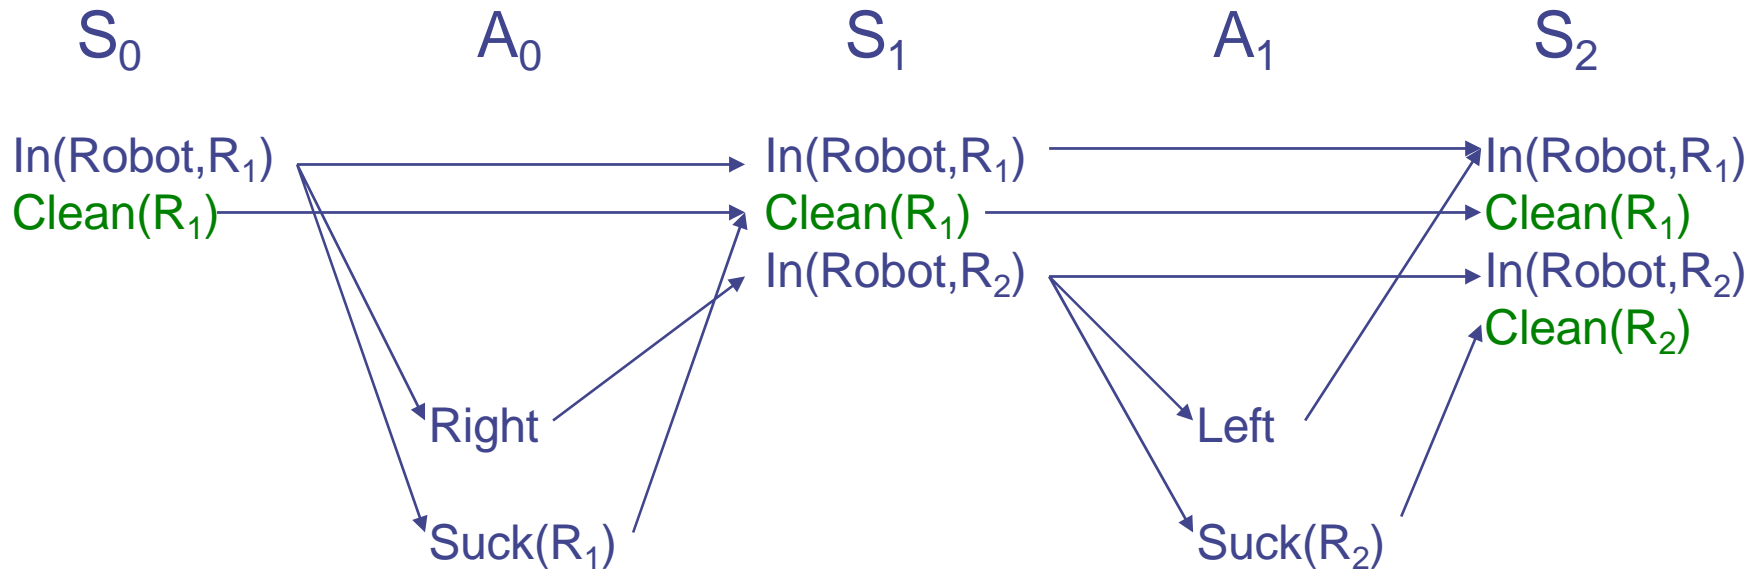 S₀ A₀ S₁ A₁ S₂
In(Robot,R₁) In(Robot,R₁) In(Robot,R₁)
Clean(R₁) Clean(R₁) Clean(R₁)
In(Robot,R₂) In(Robot,R₂)
Clean(R₂)
Right Left
Suck(R₁) Suck(R₂)